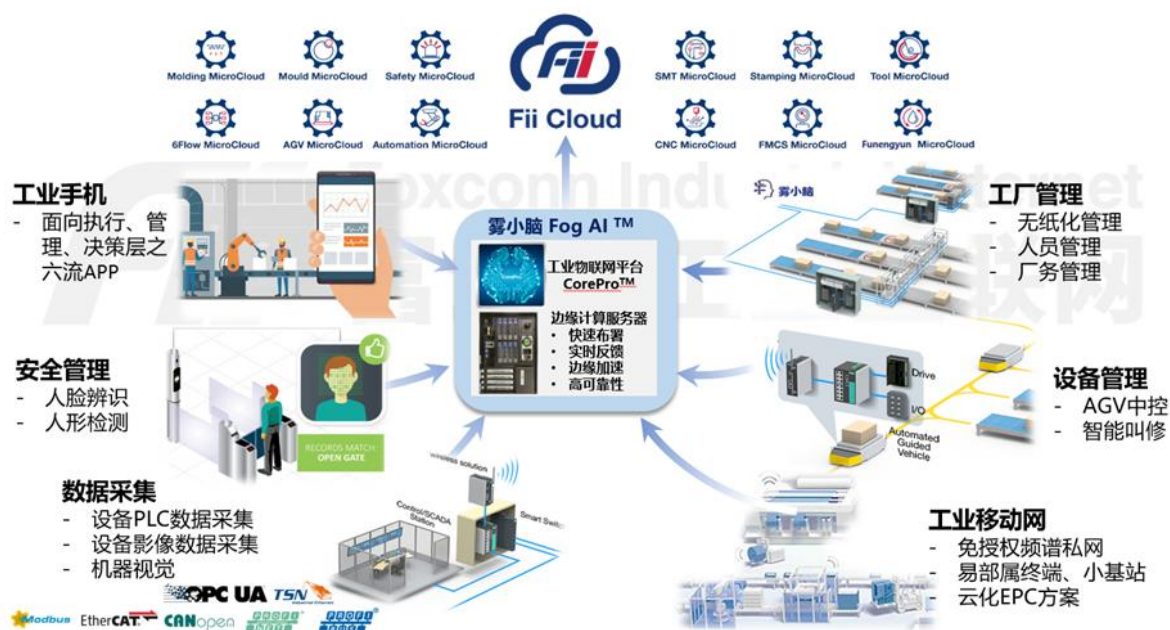 Fii
Fii Cloud
Molding MicroCloud
Mould MicroCloud
Safety MicroCloud
SMT MicroCloud
Stamping MicroCloud
Tool MicroCloud
6Flow MicroCloud
AGV MicroCloud
Automation MicroCloud
CNC MicroCloud
FMCS MicroCloud
Funengyun MicroCloud
工业手机
- 面向执行、管
理、决策层之
六流APP
雾小脑 Fog AI ™
工业物联网平台
CorePro™
边缘计算服务器
• 快速布署
• 实时反馈
• 边缘加速
• 高可靠性
雾小脑
工厂管理
- 无纸化管理
- 人员管理
- 厂务管理
安全管理
- 人脸辨识
- 人形检测
RECORDS MATCH:
OPEN GATE
Drive
I/O
Automated
Guided
Vehicle
设备管理
- AGV中控
- 智能叫修
数据采集
- 设备PLC数据采集
- 设备影像数据采集
- 机器视觉
wireless solution
Control/SCADA
Station
Smart Switch
工业移动网
- 免授权频谱私网
- 易部属终端、小基站
- 云化EPC方案
OPC UA
TSN
Modbus
EtherCAT
CANopen
PROFI
NET
PROFI
BUS